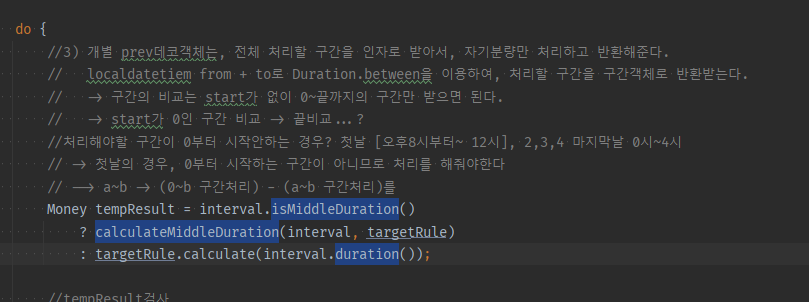 do {
//3) 개별 prev데코객체는, 전체 처리할 구간을 인자로 받아서, 자기분량만 처리하고 반환해준다.
// localdatetiem from + to로 Duration.between을 이용하여, 처리할 구간을 구간객체로 반환받는다.
// -> 구간의 비교는 start가 없이 0~끝까지의 구간만 받으면 된다.
// -> start가 0인 구간 비교 -> 끝비교...?
//처리해야할 구간이 0부터 시작안하는 경우? 첫날 [오후8시부터~ 12시], 2,3,4 마지막날 0시~4시
// -> 첫날의 경우, 0부터 시작하는 구간이 아니므로 처리를 해줘야한다
// --> a~b -> (0~b 구간처리) - (a~b 구간처리)를
Money tempResult = interval.isMiddleDuration()
? calculateMiddleDuration(interval, targetRule)
: targetRule.calculate(interval.duration());
//tempResult검사